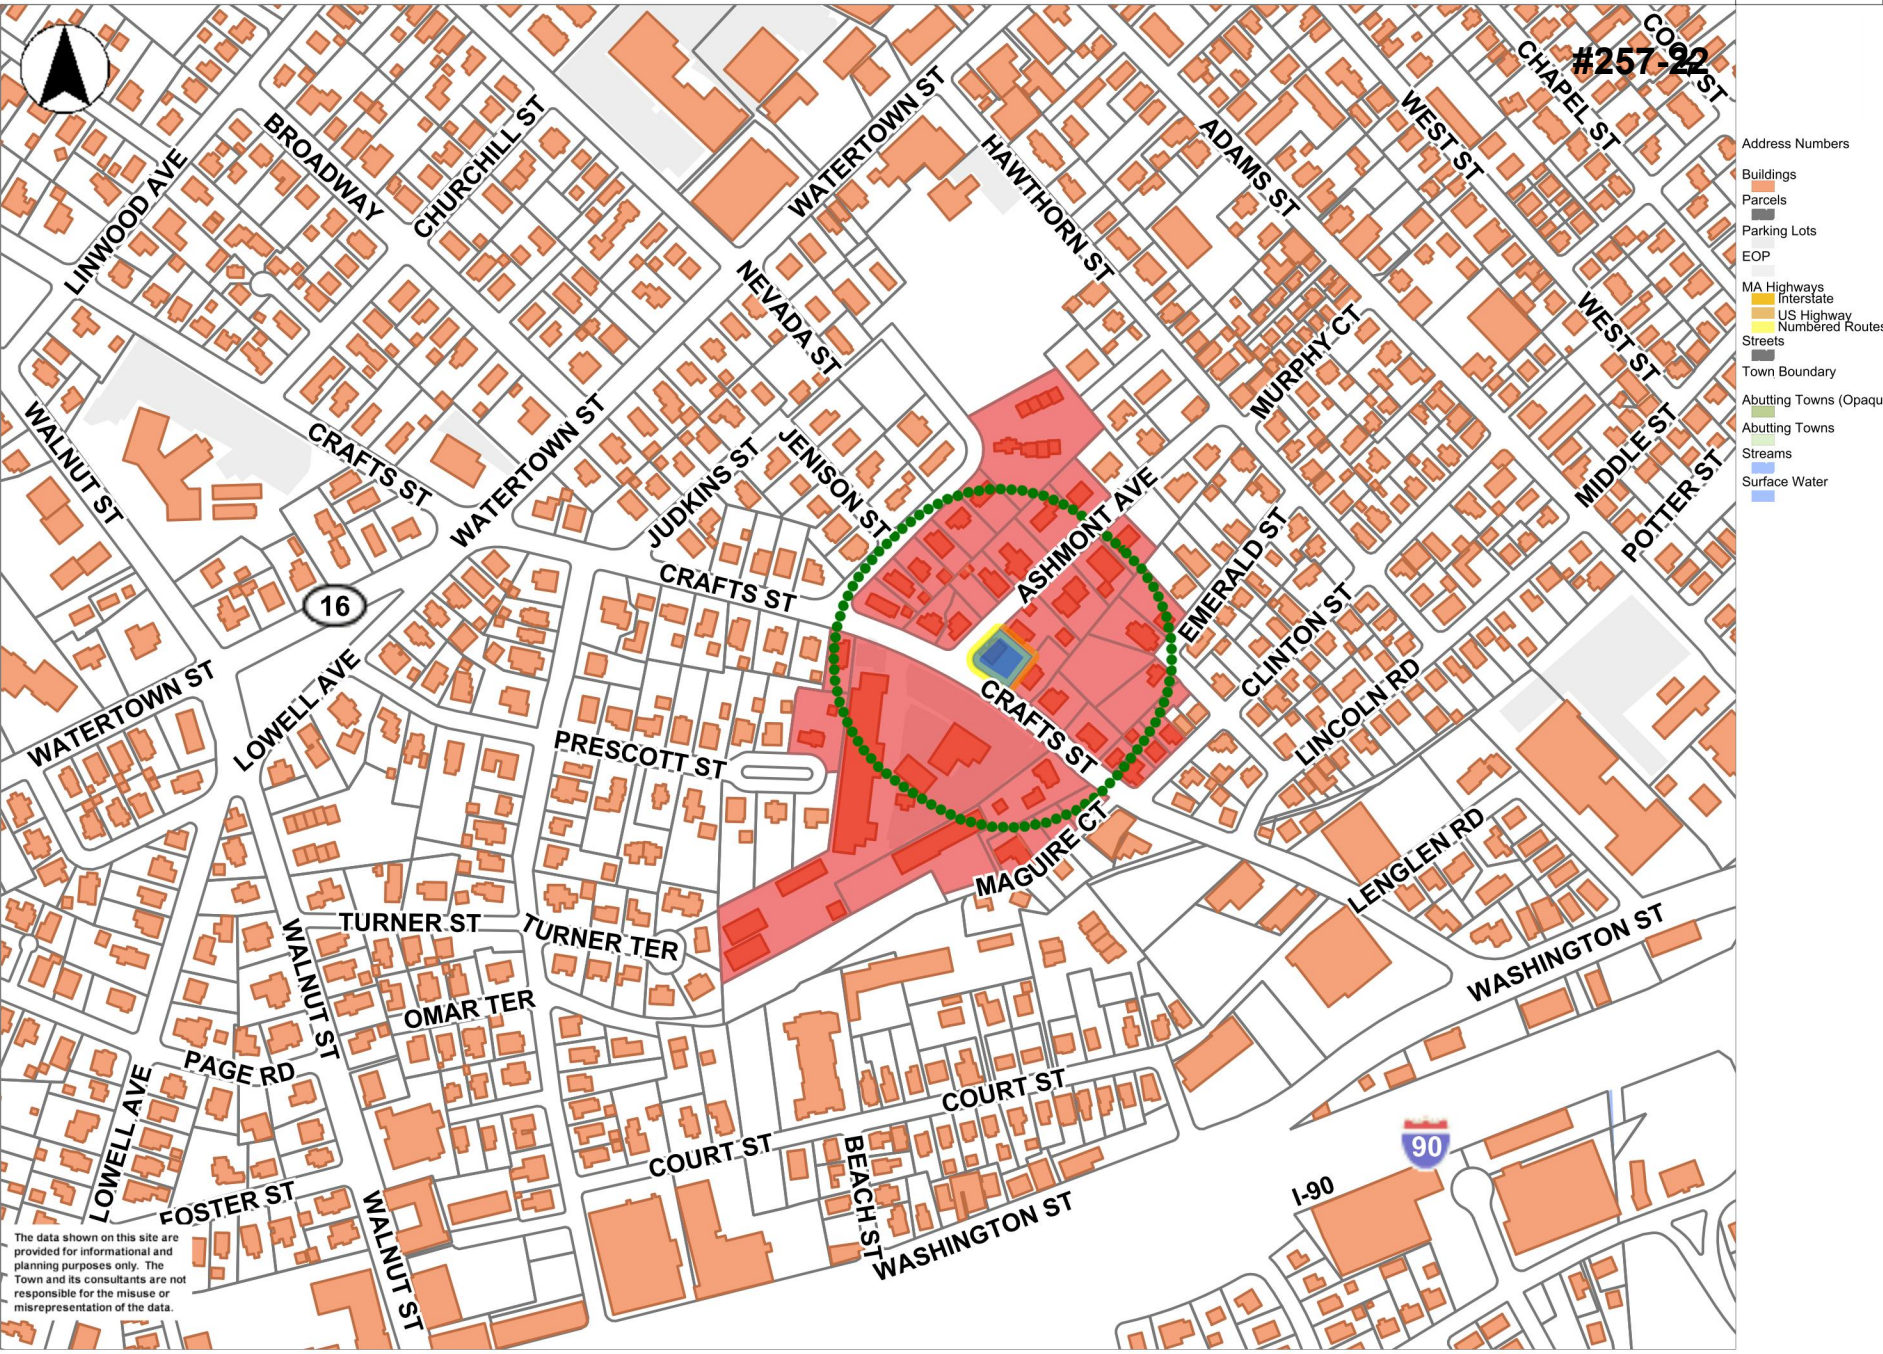 #257-22
COOK ST
CHAPEL ST
WEST ST
ADAMS ST
HAWTHORN ST
WATERTOWN ST
CHURCHILL ST
BROADWAY
LINWOOD AVE
NEVADA ST
MURPHY CT
WEST ST
MIDDLE ST
POTTER ST
WALNUT ST
CRAFTS ST
WATERTOWN ST
JUDKINS ST
JENISON ST
ASHMONT AVE
EMERALD ST
CLINTON ST
LINCOLN RD
CRAFTS ST
16
WATERTOWN ST
LOWELL AVE
PRESCOTT ST
CRAFTS ST
MAGUIRE CT
LENGLEN RD
WASHINGTON ST
TURNER ST
TURNER TER
WALNUT ST
OMAR TER
PAGE RD
LOWELL AVE
COURT ST
COURT ST
BEACH ST
WASHINGTON ST
FOSTER ST
WALNUT ST
I-90
90
The data shown on this site are
provided for informational and
planning purposes only. The
Town and its consultants are not
responsible for the misuse or
misrepresentation of the data.
Address Numbers
Buildings
Parcels
Parking Lots
EOP
MA Highways
Interstate
US Highway
Numbered Routes
Streets
Town Boundary
Abutting Towns (Opaqu
Abutting Towns
Streams
Surface Water